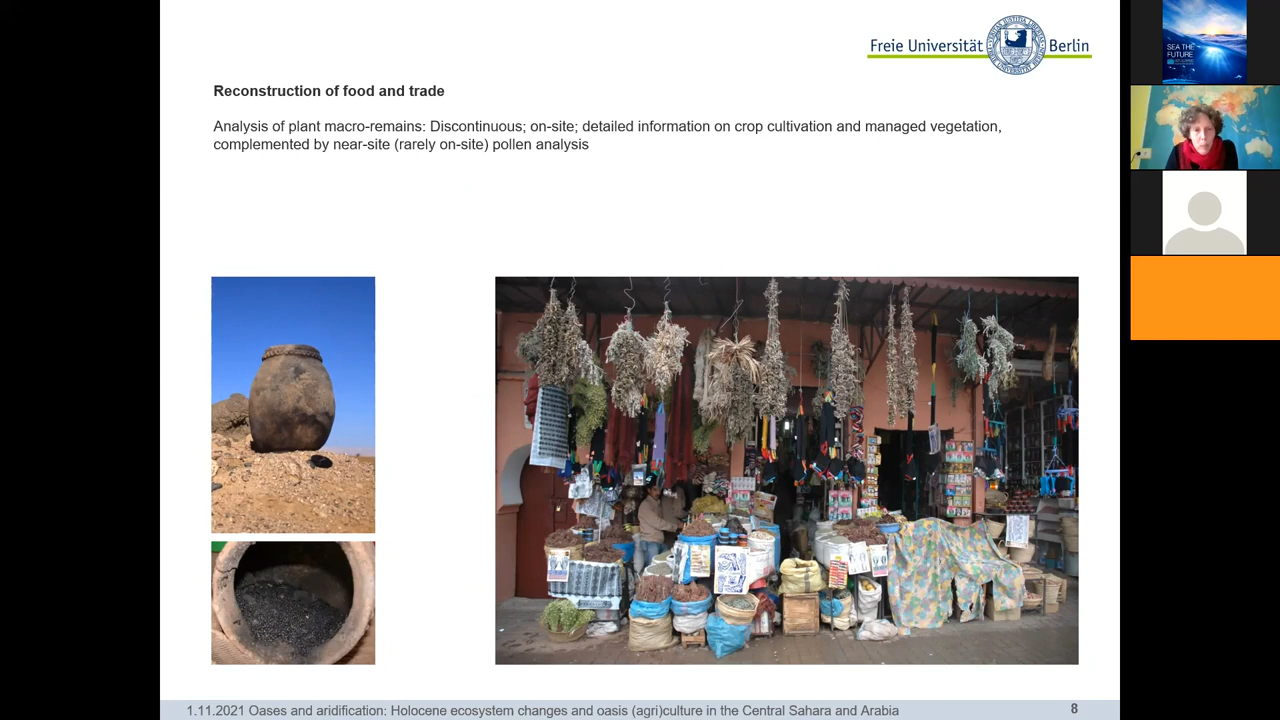 Freie Universität Berlin
Reconstruction of food and trade
Analysis of plant macro-remains: Discontinuous; on-site; detailed information on crop cultivation and managed vegetation,
complemented by near-site (rarely on-site) pollen analysis
1.11.2021 Oases and aridification: Holocene ecosystem changes and oasis (agri)culture in the Central Sahara and Arabia
8
SEA THE
FUTURE